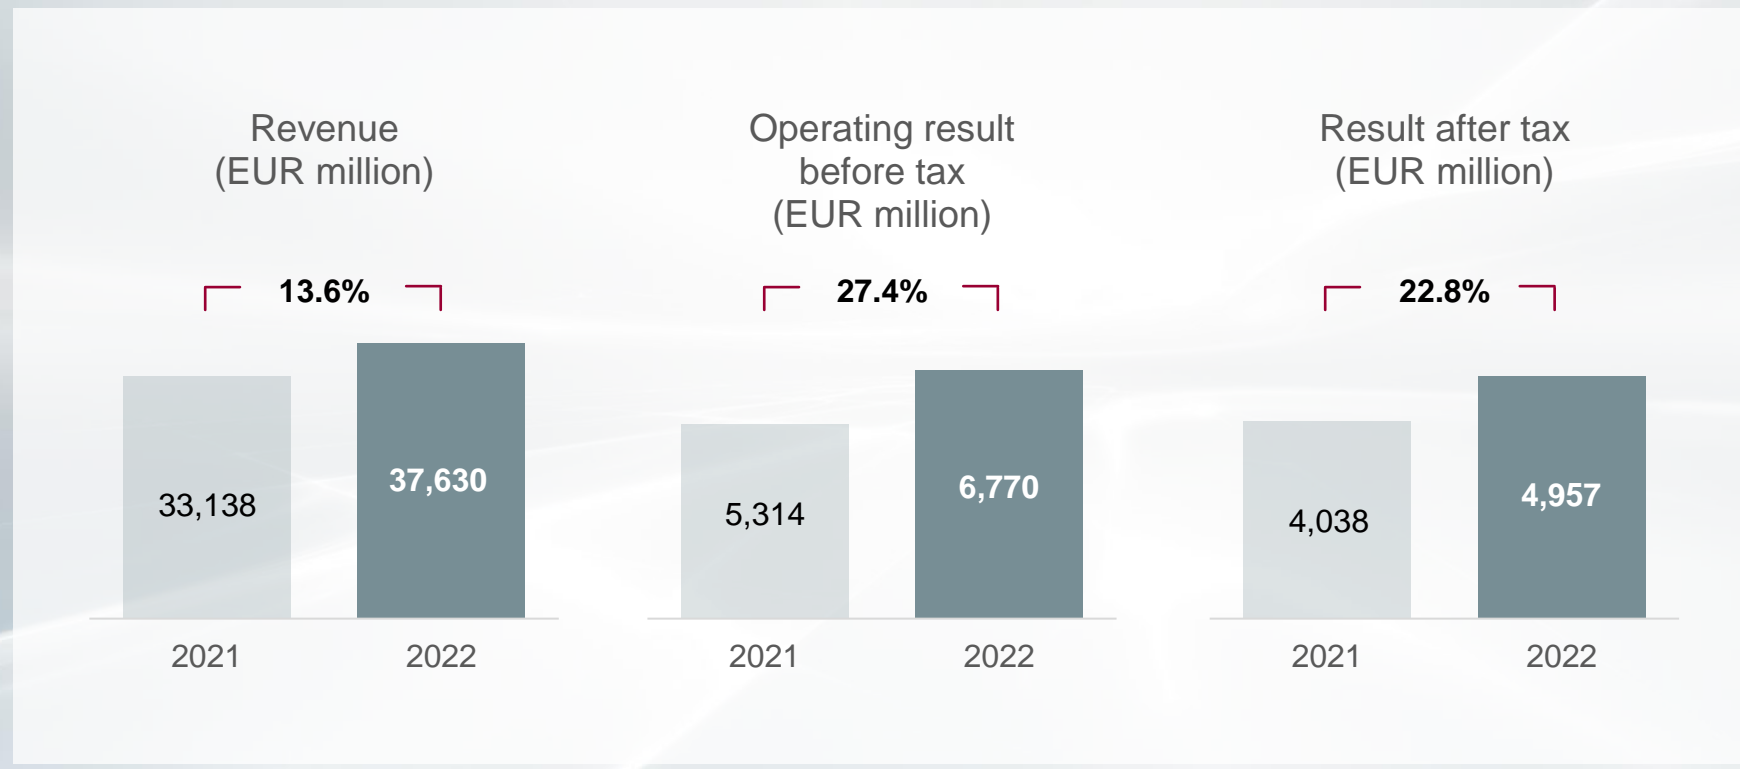 Revenue
(EUR million)
13.6%
33,138
37,630
2021
2022
Operating result
before tax
(EUR million)
27.4%
5,314
6,770
2021
2022
Result after tax
(EUR million)
22.8%
4,038
4,957
2021
2022